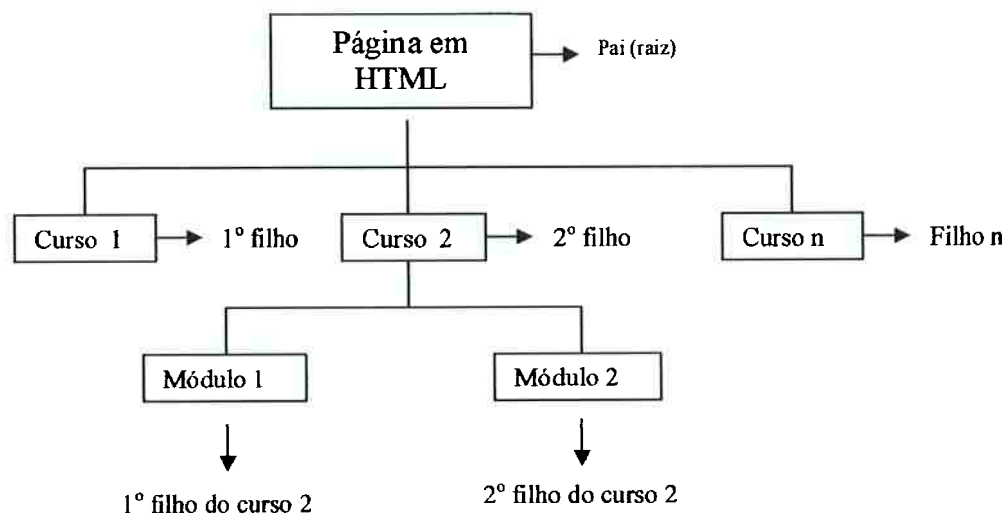 Página em
HTML
Pai (raiz)
Curso 1
1º filho
Curso 2
2º filho
Curso n
Filho n
Módulo 1
Módulo 2
1º filho do curso 2
2º filho do curso 2